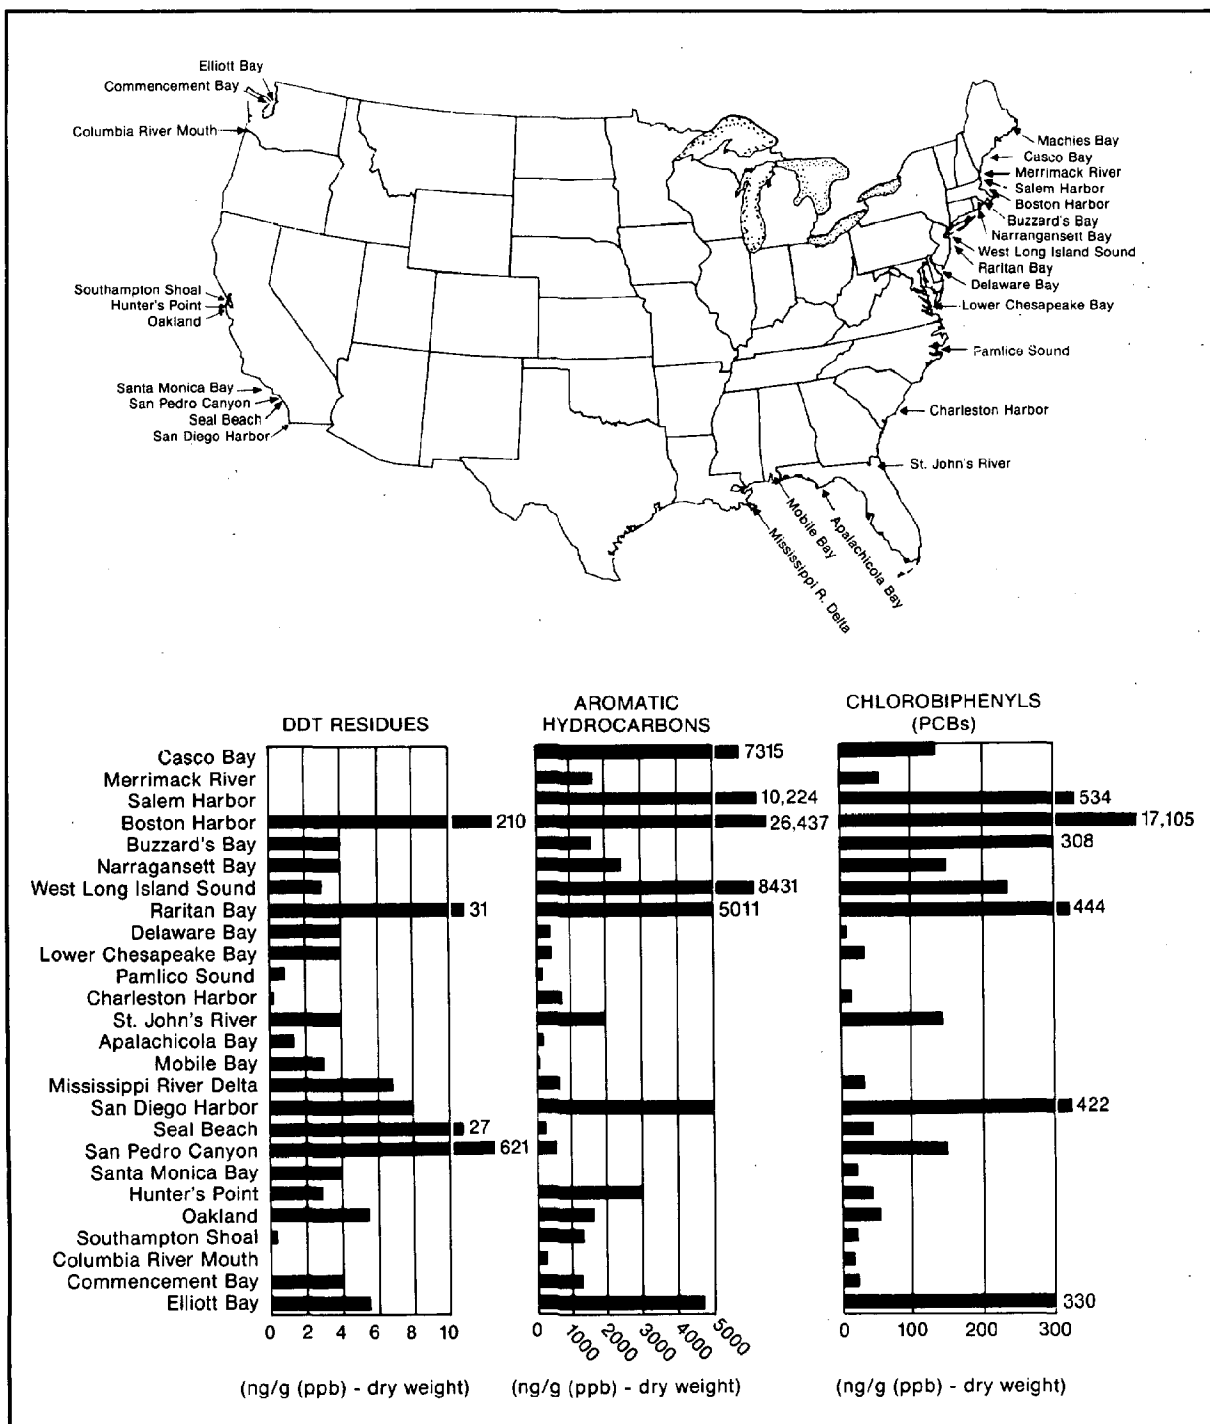 Elliott Bay
Commencement Bay
Columbia River Mouth
Southampton Shoal
Hunter's Point
Oakland
Santa Monica Bay
San Pedro Canyon
Seal Beach
San Diego Harbor
Machies Bay
Casco Bay
Merrimack River
Salem Harbor
Boston Harbor
Buzzard's Bay
Narrangansett Bay
West Long Island Sound
Raritan Bay
Delaware Bay
Lower Chesapeake Bay
Pamlice Sound
Charleston Harbor
St. John's River
Apalachicola Bay
Mobile Bay
Mississippi R. Delta
DDT RESIDUES
AROMATIC
HYDROCARBONS
CHLOROBIPHENYLS
(PCBs)
Casco Bay 7315
Merrimack River
Salem Harbor 10,224 534
Boston Harbor 210 26,437 17,105
Buzzard's Bay 308
Narragansett Bay
West Long Island Sound 8431
Raritan Bay 31 5011 444
Delaware Bay
Lower Chesapeake Bay
Pamlico Sound
Charleston Harbor
St. John's River
Apalachicola Bay
Mobile Bay
Mississippi River Delta
San Diego Harbor 422
Seal Beach 27
San Pedro Canyon 621
Santa Monica Bay
Hunter's Point
Oakland
Southampton Shoal
Columbia River Mouth
Commencement Bay
Elliott Bay 330
0 2 4 6 8 10 0 1000 2000 3000 4000 5000 0 100 200 300
(ng/g (ppb) - dry weight) (ng/g (ppb) - dry weight) (ng/g (ppb) - dry weight)